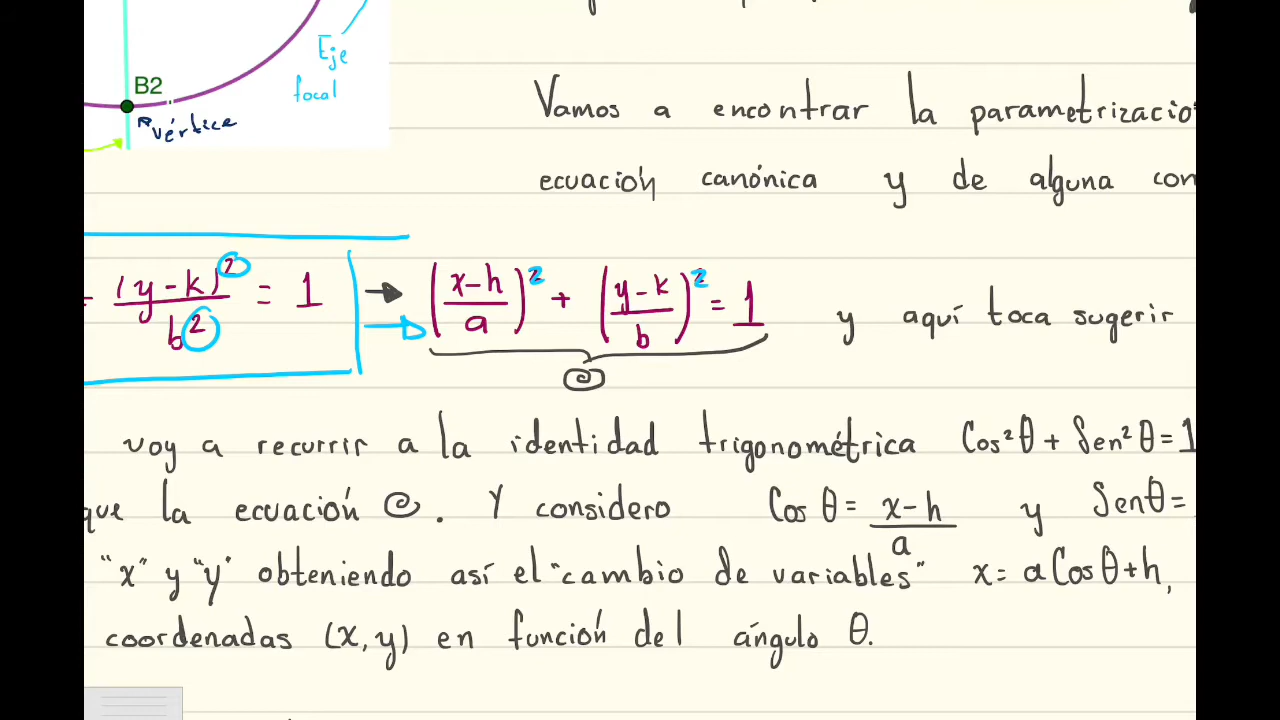 Eje
focal
B2
vértice
Vamos a encontrar la parametrizacio
ecuación canónica y de alguna con
(y-k)² / b² = 1 → ((x-h)/a)² + ((y-k)/b)² = 1 y aquí toca sugerir
voy a recurrir a la identidad trigonométrica Cos²θ + Sen²θ = 1
que la ecuación . Y considero Cos θ = (x-h)/a y Senθ =
"x" y "y" obteniendo así el "cambio de variables" x = aCosθ+h,
coordenadas (x,y) en función del ángulo θ.